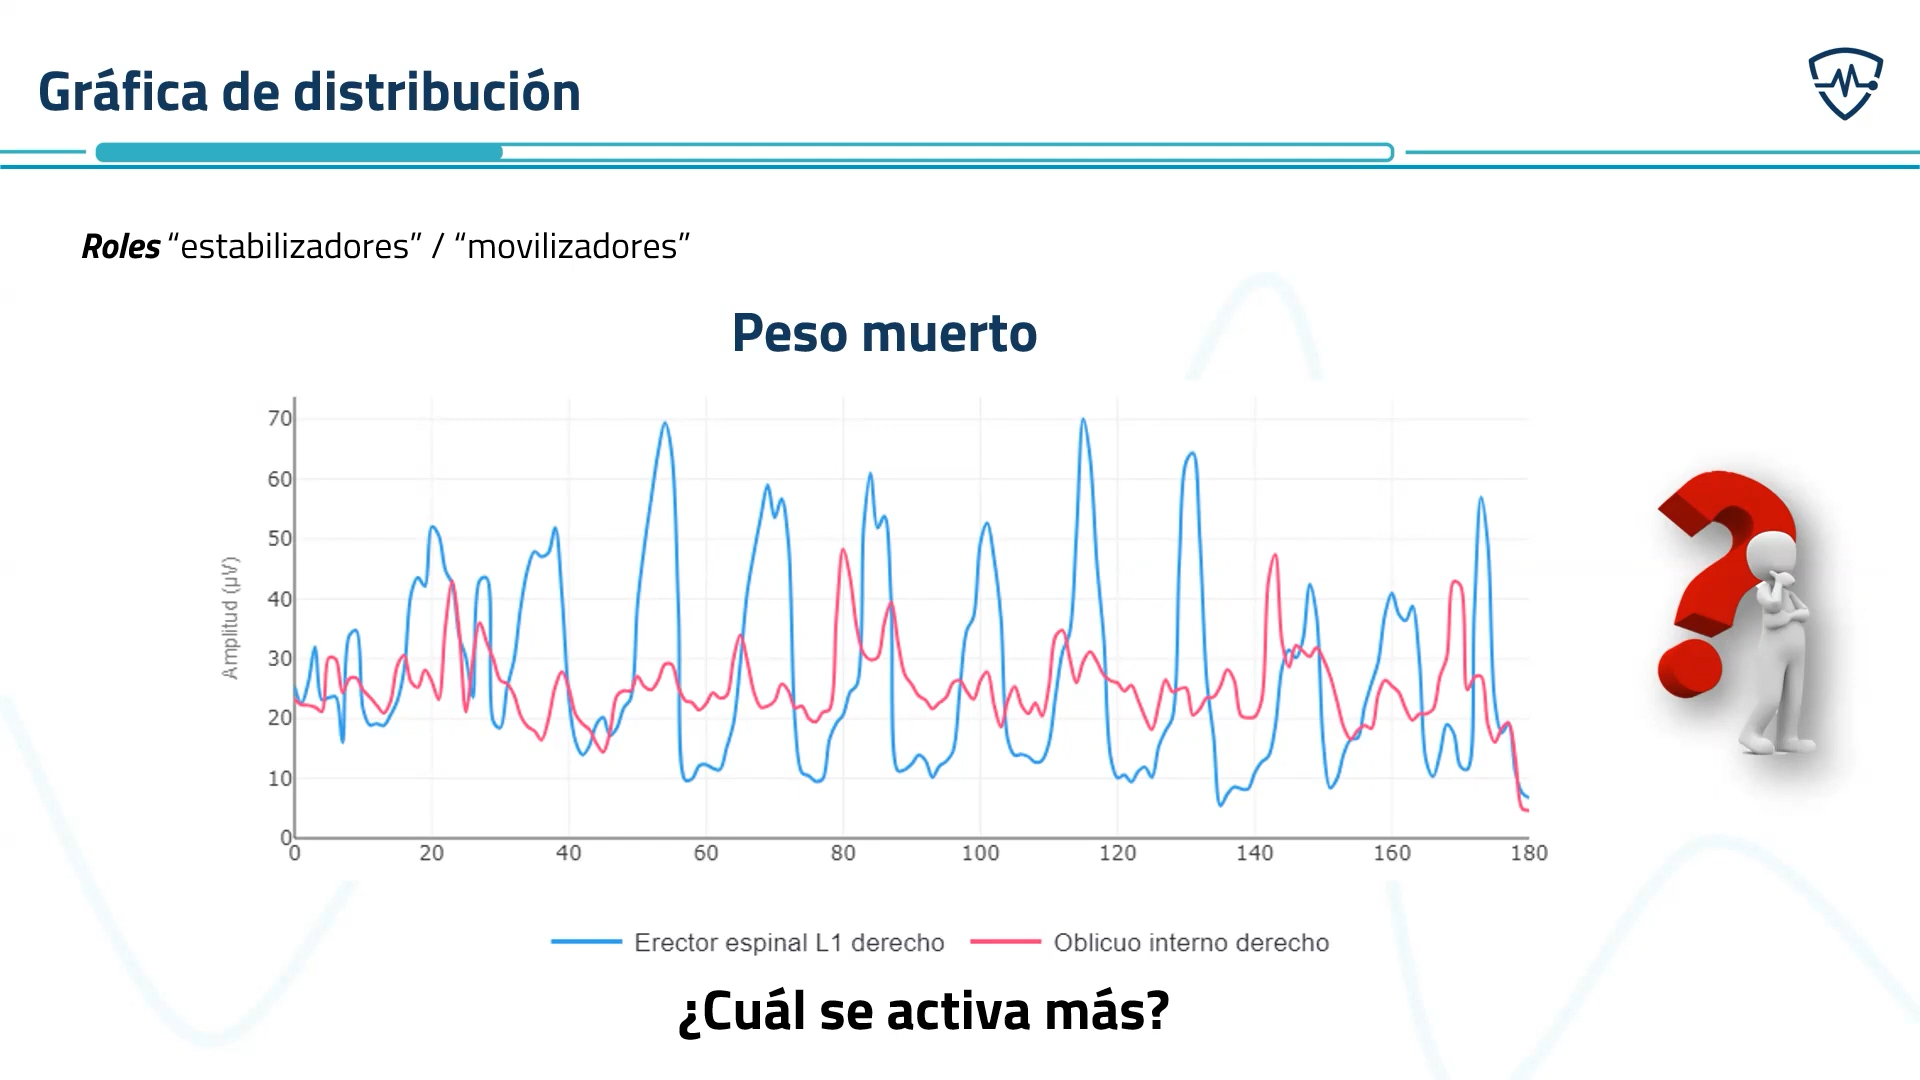 Gráfica de distribución
Roles “estabilizadores” / “movilizadores”
Peso muerto
Amplitud (µV)
70
60
50
40
30
20
10
0
0 20 40 60 80 100 120 140 160 180
Erector espinal L1 derecho Oblicuo interno derecho
¿Cuál se activa más?